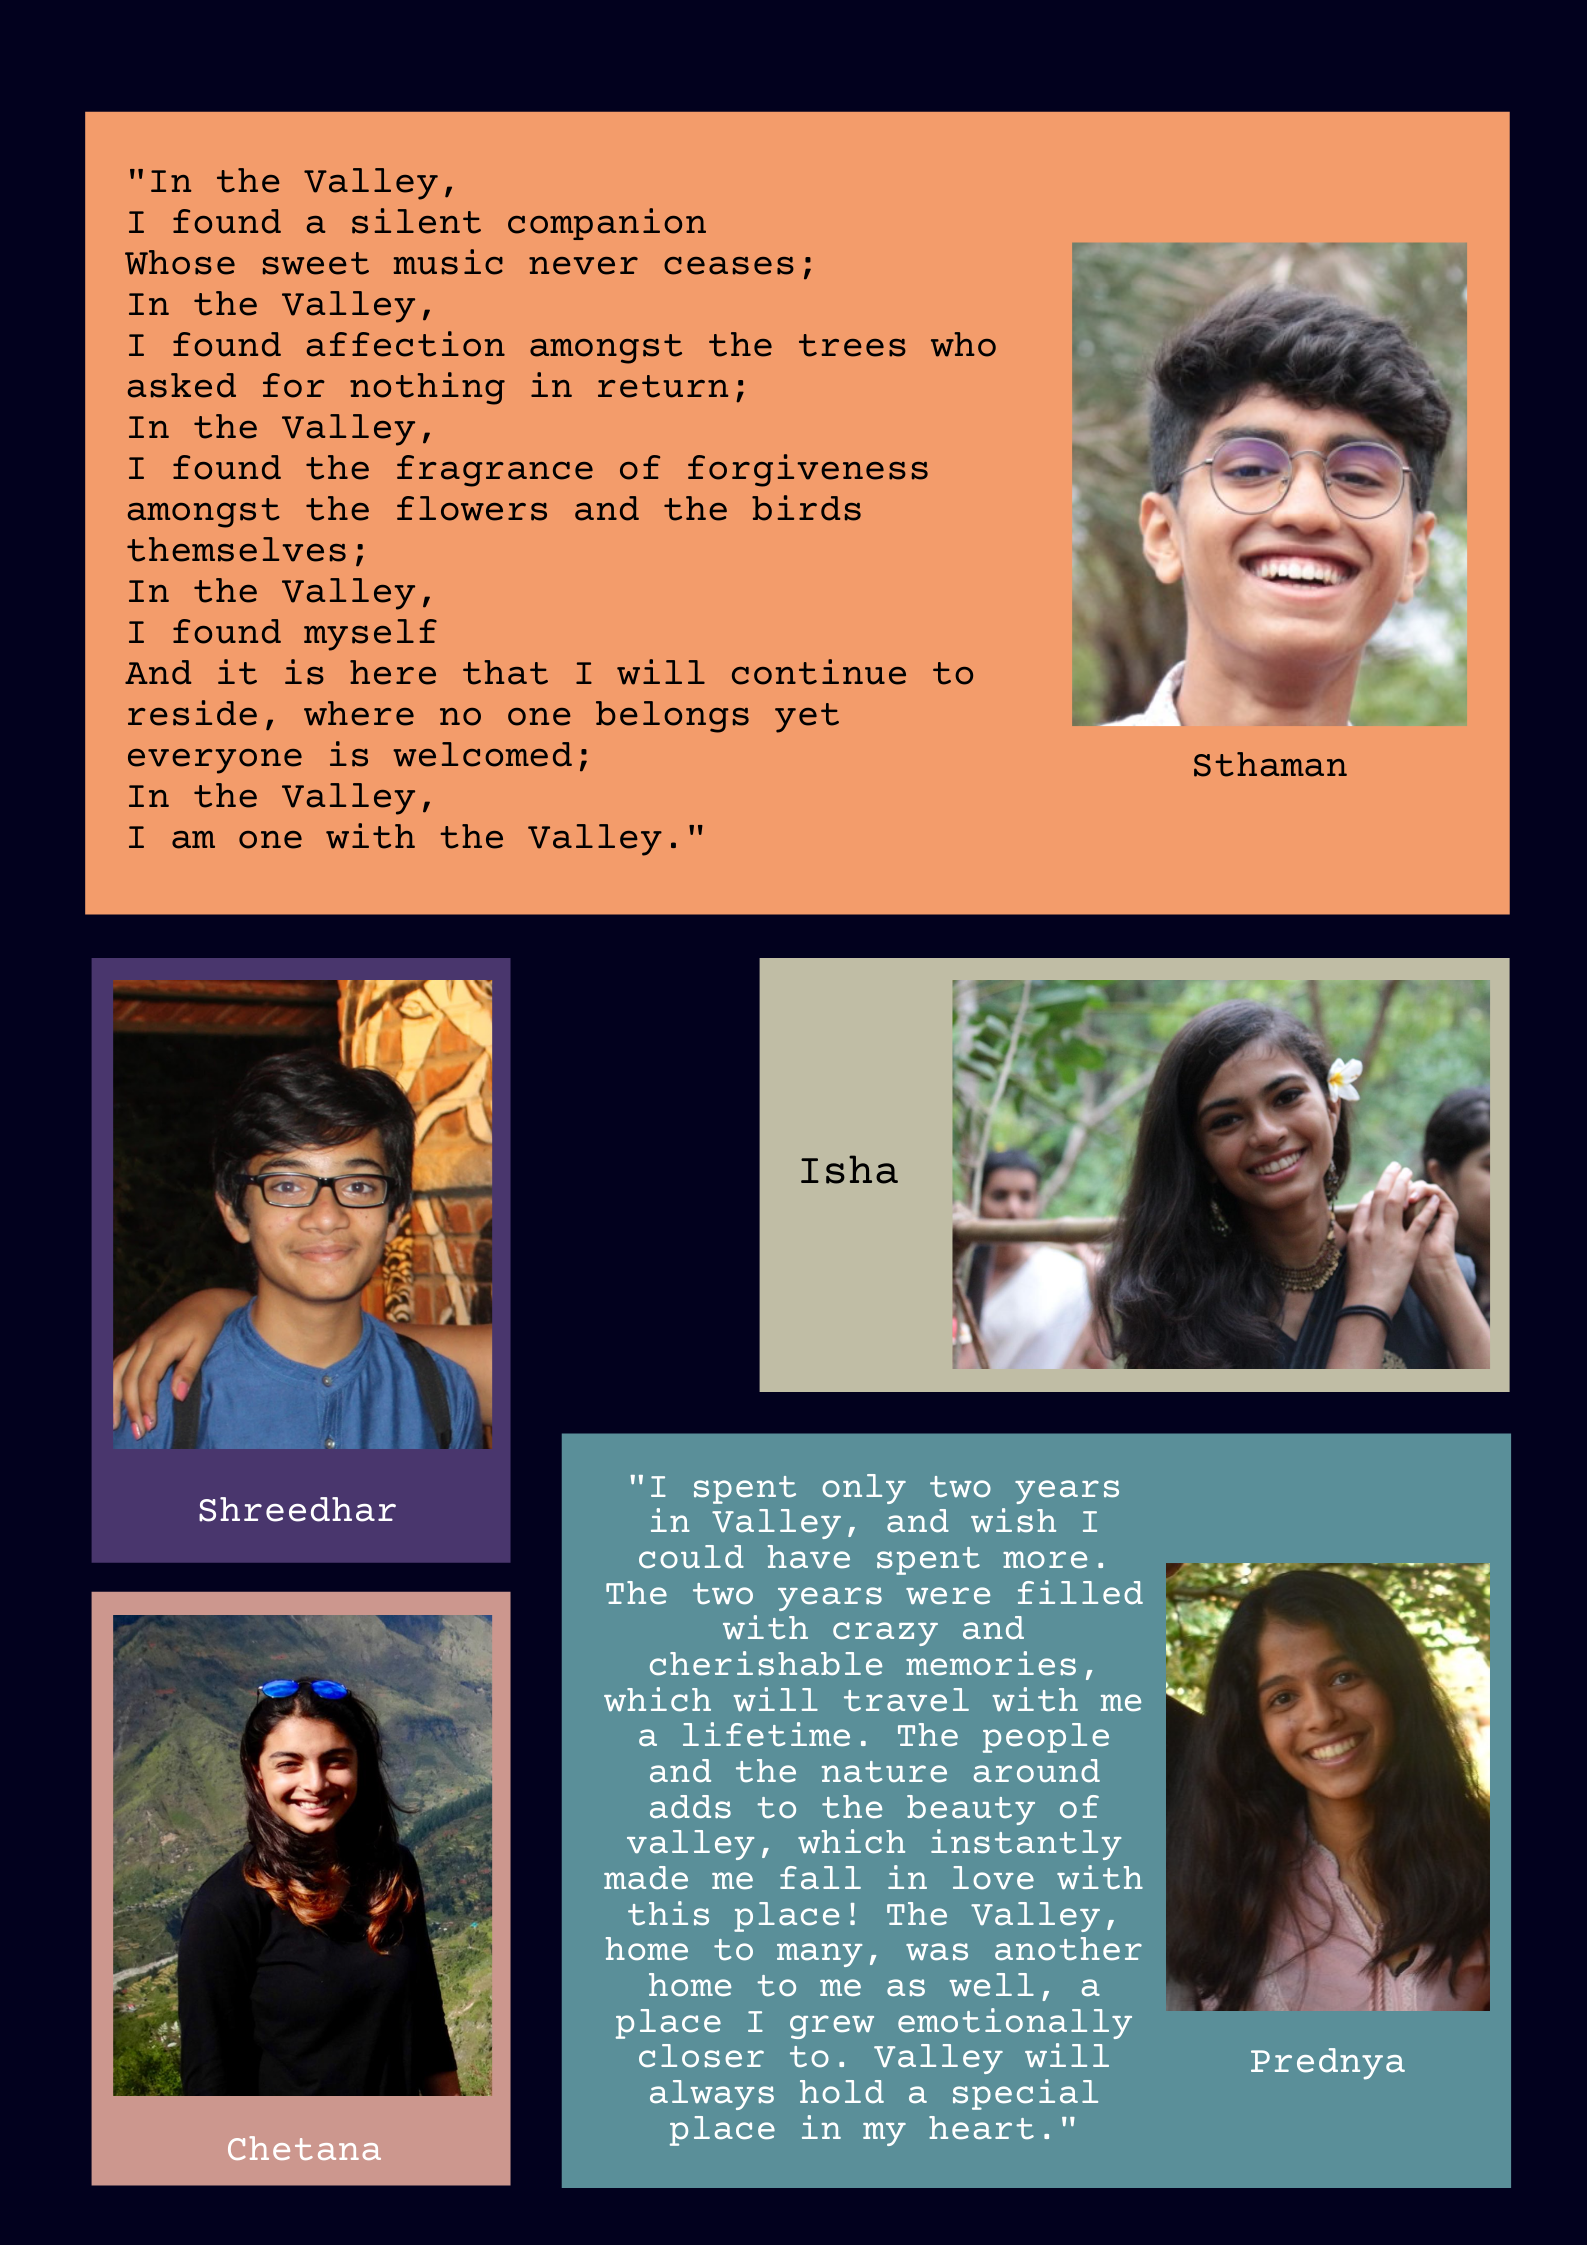 "In the Valley,
I found a silent companion
Whose sweet music never ceases;
In the Valley,
I found affection amongst the trees who
asked for nothing in return;
In the Valley,
I found the fragrance of forgiveness
amongst the flowers and the birds
themselves;
In the Valley,
I found myself
And it is here that I will continue to
reside, where no one belongs yet
everyone is welcomed;
In the Valley,
I am one with the Valley."
Sthaman
Shreedhar
Isha
Chetana
"I spent only two years
in Valley, and wish I
could have spent more.
The two years were filled
with crazy and
cherishable memories,
which will travel with me
a lifetime. The people
and the nature around
adds to the beauty of
valley, which instantly
made me fall in love with
this place! The Valley,
home to many, was another
home to me as well, a
place I grew emotionally
closer to. Valley will
always hold a special
place in my heart."
Prednya